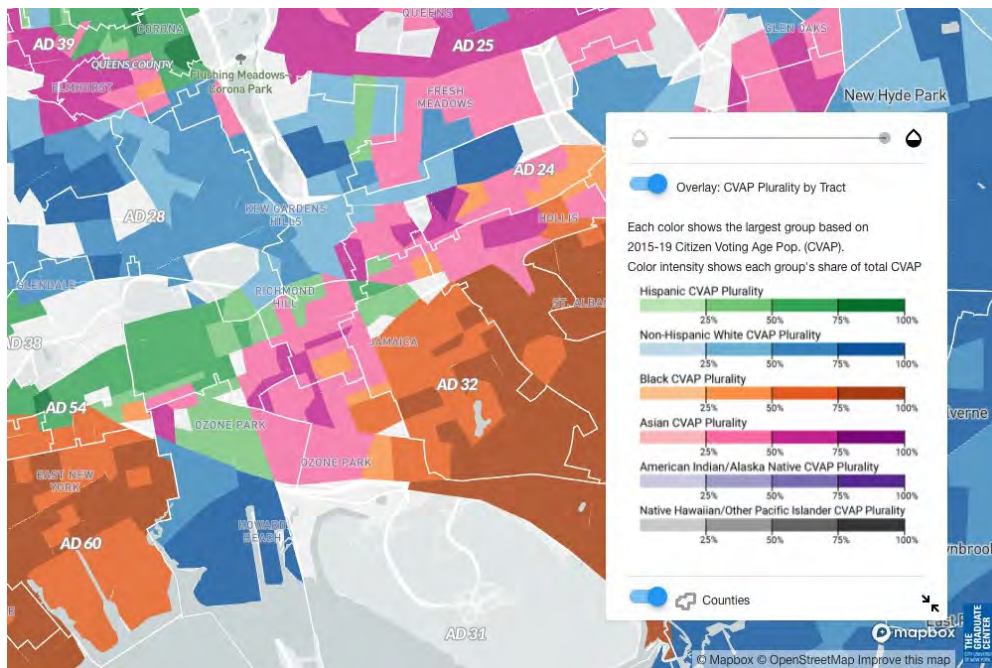 QUEENS
CORONA
GLEN OAKS
AD 39
AD 25
QUEENS COUNTY
Flushing Meadows-
Corona Park
ELMHURST
FRESH
MEADOWS
New Hyde Park
AD 24
Overlay: CVAP Plurality by Tract
AD 28
KEW GARDENS
HILLS
HOLLIS
Each color shows the largest group based on
2015-19 Citizen Voting Age Pop. (CVAP).
Color intensity shows each group's share of total CVAP
GLENDALE
RICHMOND
HILL
ST. ALBA
Hispanic CVAP Plurality
25% 50% 75% 100%
AD 38
JAMAICA
Non-Hispanic White CVAP Plurality
25% 50% 75% 100%
AD 32
Black CVAP Plurality
25% 50% 75% 100%
AD 54
OZONE PARK
lverne
Asian CVAP Plurality
25% 50% 75% 100%
OZONE PARK
EAST NEW
YORK
American Indian/Alaska Native CVAP Plurality
25% 50% 75% 100%
Native Hawaiian/Other Pacific Islander CVAP Plurality
25% 50% 75% 100%
HOWARD
BEACH
AD 60
ynbrook
Counties
AD 31
East
mapbox
THE
GRADUATE
CENTER
© Mapbox © OpenStreetMap Improve this map